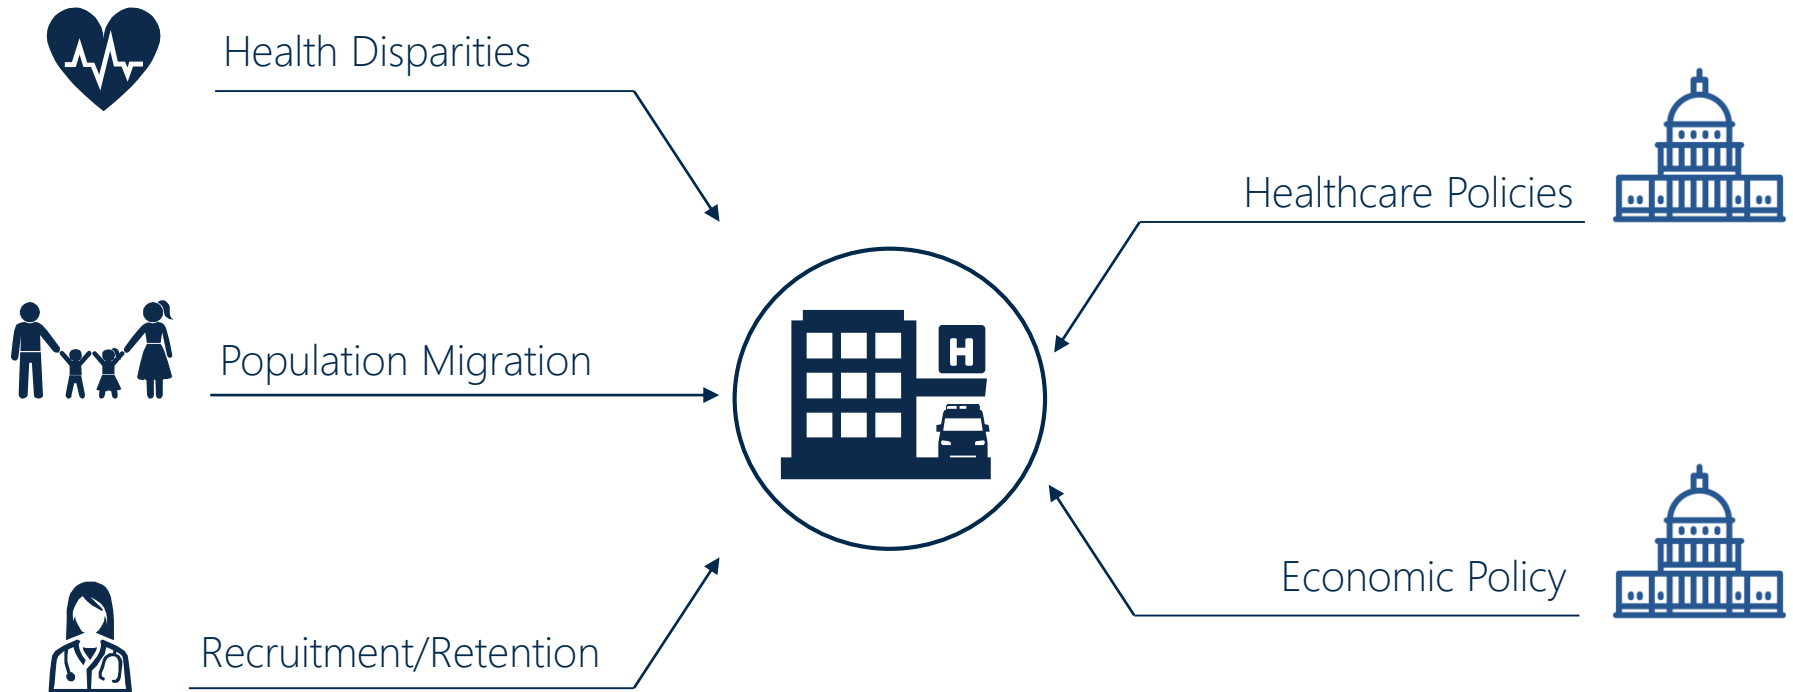 Health Disparities
Healthcare Policies
H
Population Migration
Economic Policy
Recruitment/Retention